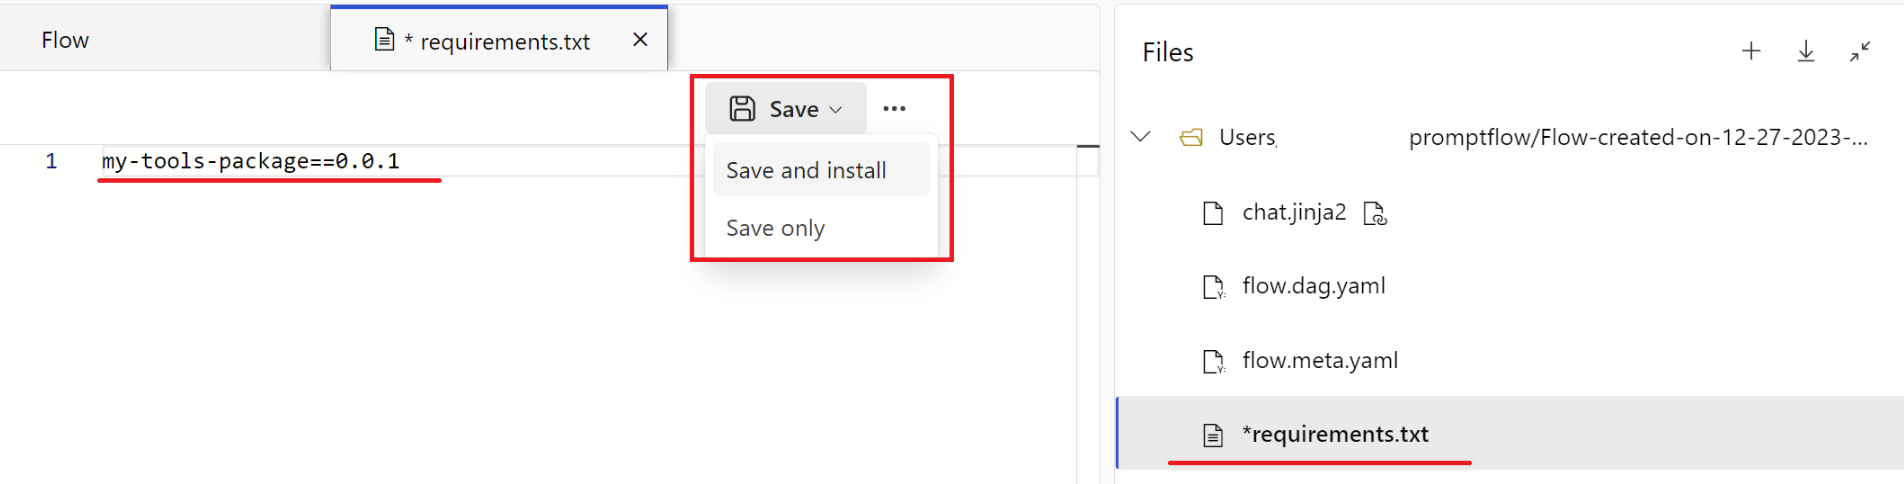 Flow
* requirements.txt
Save
1 my-tools-package==0.0.1
Save and install
Save only
Files
Users promptflow/Flow-created-on-12-27-2023-...
chat.jinja2
flow.dag.yaml
flow.meta.yaml
*requirements.txt